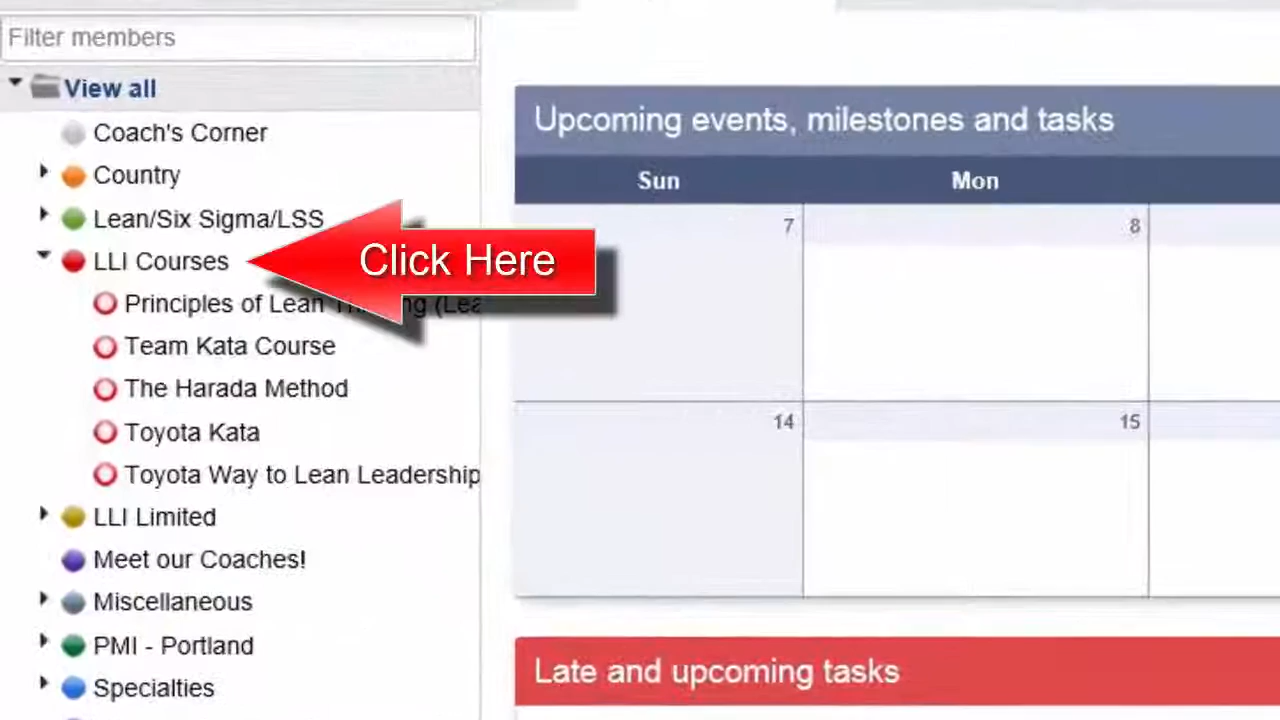 Filter members
View all
Coach's Corner
Country
Lean/Six Sigma/LSS
LLI Courses
Principles of Lean
Team Kata Course
The Harada Method
Toyota Kata
Toyota Way to Lean Leadership
LLI Limited
Meet our Coaches!
Miscellaneous
PMI - Portland
Specialties
Click Here
Upcoming events, milestones and tasks
Sun Mon
7 8
14 15
Late and upcoming tasks